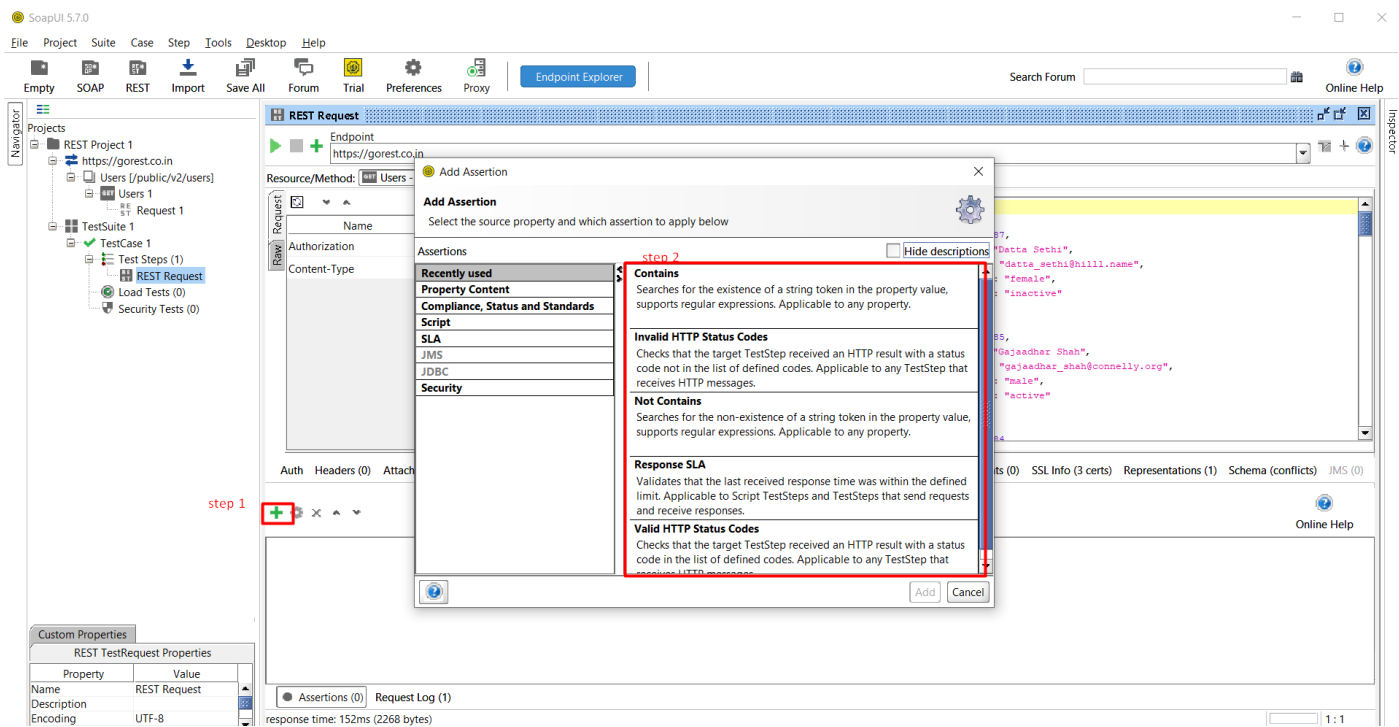 SoapUI 5.7.0
File Project Suite Case Step Tools Desktop Help
Empty SOAP REST Import Save All Forum Trial Preferences Proxy
Endpoint Explorer
Search Forum
Online Help
Navigator
Projects
REST Project 1
https://gorest.co.in
Users [/public/v2/users]
GET Users 1
REST Request 1
TestSuite 1
TestCase 1
Test Steps (1)
REST Request
Load Tests (0)
Security Tests (0)
Custom Properties
REST TestRequest Properties
Property Value
Name REST Request
Description
Encoding UTF-8
REST Request
Endpoint
https://gorest.co.in
Resource/Method: GET Users -
Request
Raw
Name
Authorization
Content-Type
Auth Headers (0) Attach
step 1
Add Assertion
Add Assertion
Select the source property and which assertion to apply below
Assertions
Hide descriptions
step 2
Recently used
Property Content
Compliance, Status and Standards
Script
SLA
JMS
JDBC
Security
Contains
Searches for the existence of a string token in the property value,
supports regular expressions. Applicable to any property.
Invalid HTTP Status Codes
Checks that the target TestStep received an HTTP result with a status
code not in the list of defined codes. Applicable to any TestStep that
receives HTTP messages.
Not Contains
Searches for the non-existence of a string token in the property value,
supports regular expressions. Applicable to any property.
Response SLA
Validates that the last received response time was within the defined
limit. Applicable to Script TestSteps and TestSteps that send requests
and receive responses.
Valid HTTP Status Codes
Checks that the target TestStep received an HTTP result with a status
code in the list of defined codes. Applicable to any TestStep that
receives HTTP messages.
Add Cancel
87,
"Datta Sethi",
"datta_sethi@hilll.name",
: "female",
: "inactive"
85,
"Gajaadhar Shah",
"gajaadhar_shah@connelly.org",
: "male",
: "active"
84
ts (0) SSL Info (3 certs) Representations (1) Schema (conflicts) JMS (0)
Online Help
Assertions (0) Request Log (1)
response time: 152ms (2268 bytes)
1 : 1
Inspector